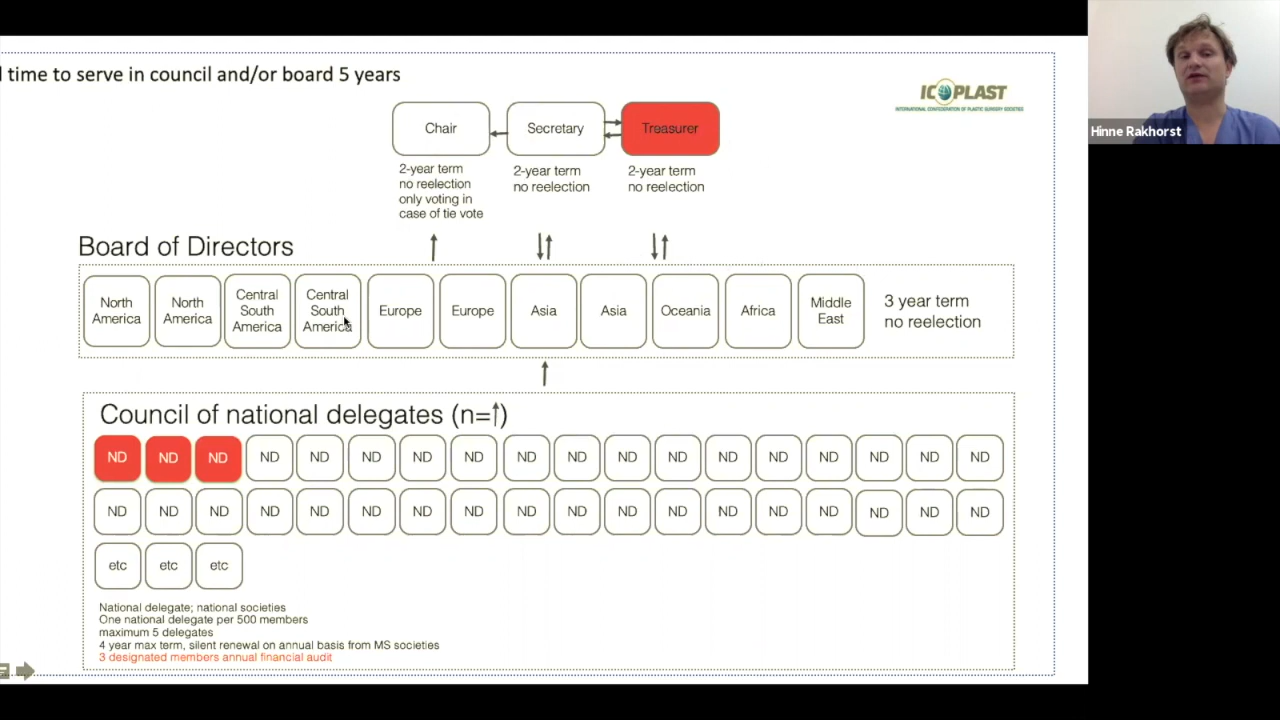 l time to serve in council and/or board 5 years
ICOPLAST
INTERNATIONAL CONFEDERATION OF PLASTIC SURGERY SOCIETIES
Hinne Rakhorst
Chair
Secretary
Treasurer
2-year term
no reelection
only voting in
case of tie vote
2-year term
no reelection
2-year term
no reelection
Board of Directors
North
America
North
America
Central
South
America
Central
South
America
Europe
Europe
Asia
Asia
Oceania
Africa
Middle
East
3 year term
no reelection
Council of national delegates (n=↑)
ND ND ND ND ND ND ND ND ND ND ND ND ND ND ND ND ND ND
ND ND ND ND ND ND ND ND ND ND ND ND ND ND ND ND ND ND
etc etc etc
National delegate; national societies
One national delegate per 500 members
maximum 5 delegates
4 year max term, silent renewal on annual basis from MS societies
3 designated members annual financial audit